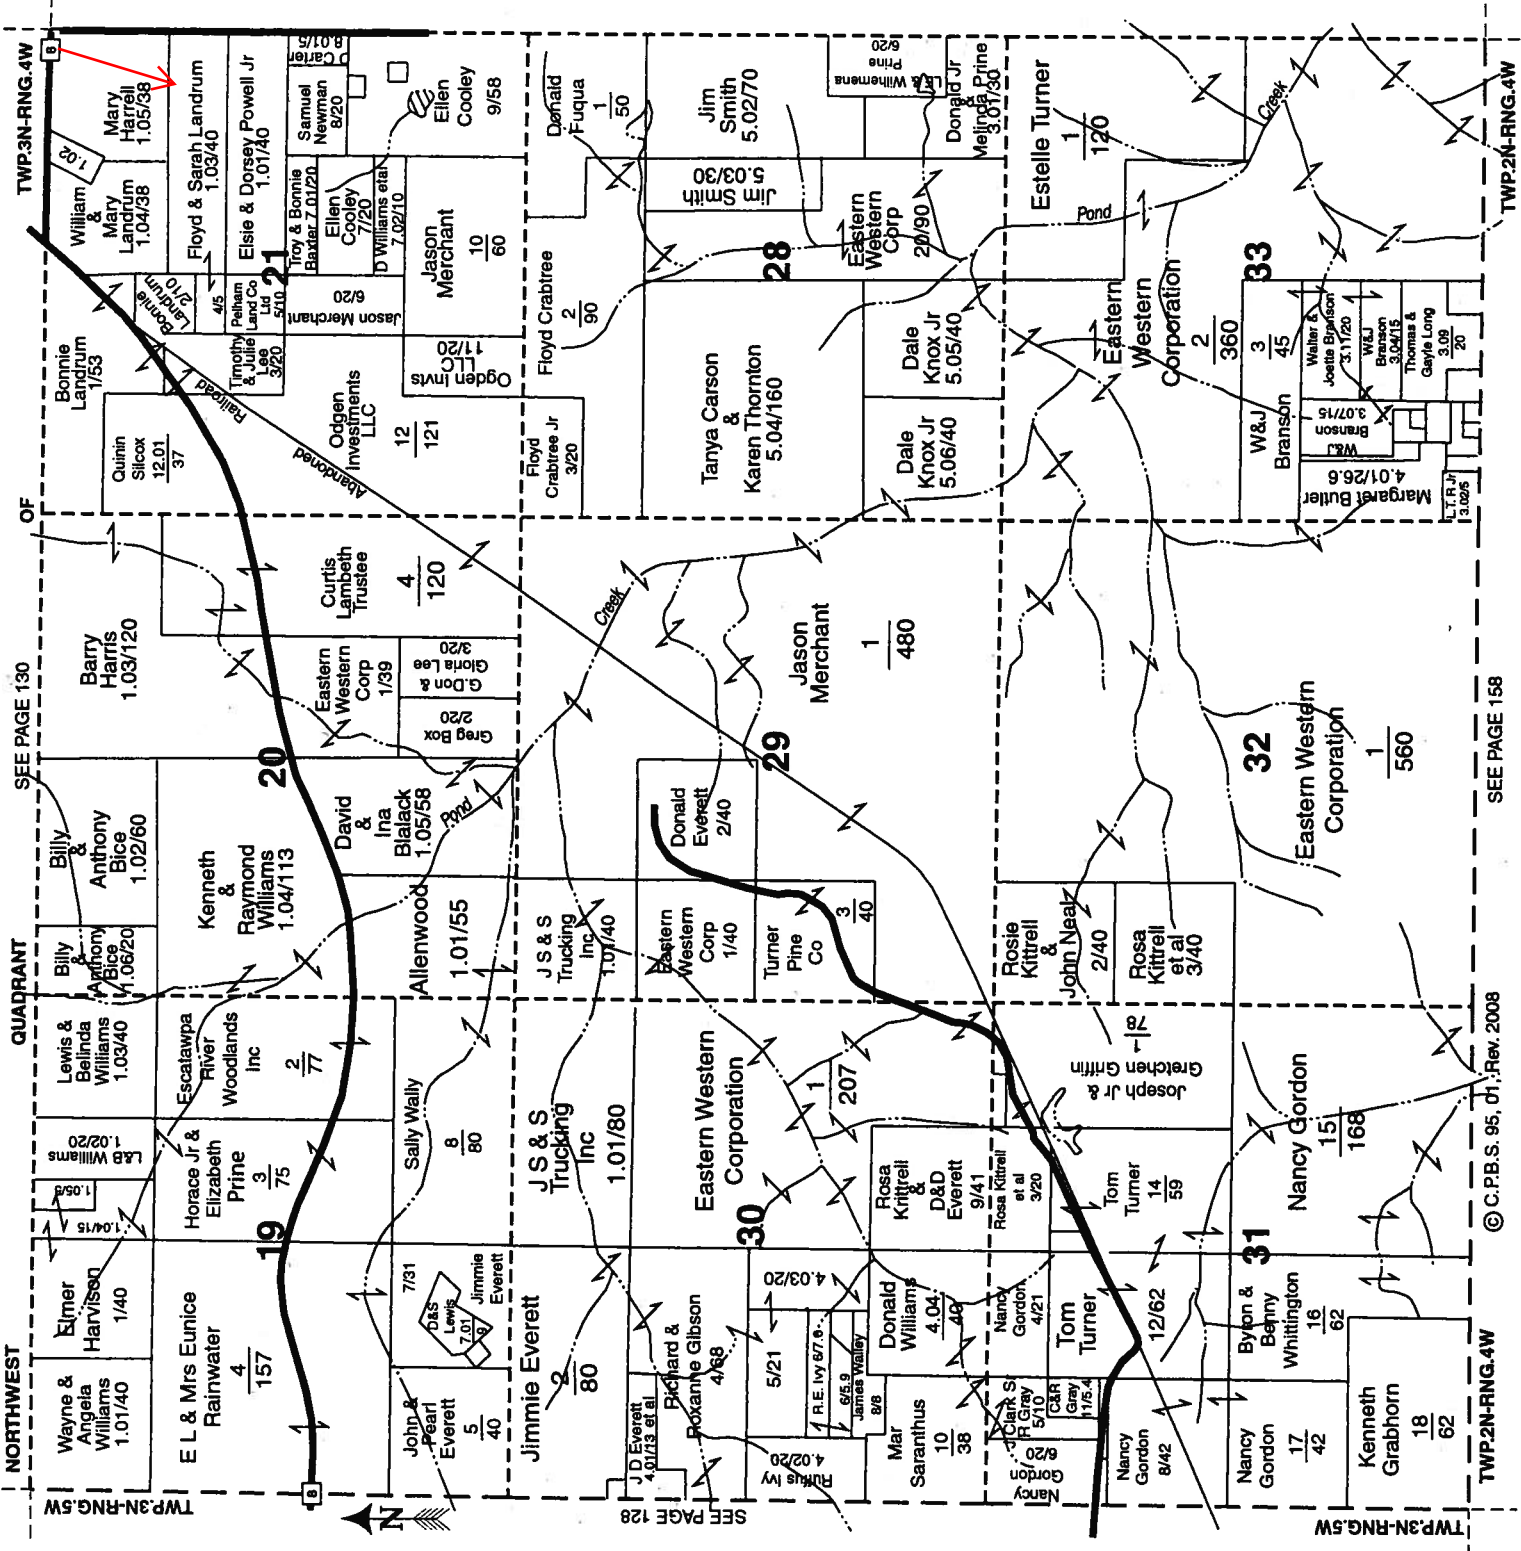 NORTHWEST
QUADRANT
OF
SEE PAGE 130
TWP.3N-RNG.4W
TWP.3N-RNG.5W
8
Wayne &
Angela
Williams
1.01/40
Elmer
Harvison
1/40
1.04/15
1.05/5
L&B Williams
1.02/20
Lewis &
Belinda
Williams
1.03/40
E L & Mrs Eunice
Rainwater
4
157
19
Horace Jr &
Elizabeth
Prine
3
75
Escatawpa
River
Woodlands
Inc
2
77
John &
Pearl
Everett
5
40
7/31
D&S
Lewis
7.01
9
Jimmie
Everett
Sally Wally
8
80
Billy
&
Anthony
Bice
1.06/20
Billy
&
Anthony
Bice
1.02/60
Kenneth
&
Raymond
Williams
1.04/113
Allenwood
1.01/55
David
&
Ina
Blalack
1.05/58
Pond
20
Barry
Harris
1.03/120
Eastern
Western
Corp
1/39
Greg Box
2/20
G.Don &
Gloria Lee
3/20
Curtis
Lambeth
Trustee
4
120
Quinin
Silcox
12.01
37
Bonnie
Landrum
1/53
Railroad
Abandoned
Odgen
Investments
LLC
12
121
Ogden Invts
LLC
11/20
Timothy
& Julie
Lee
3/20
Bonnie
Landrum
2/10
4/5
Pelham
Land Co
Ltd
5/10
Jason Merchant
6/20
21
William
&
Mary
Landrum
1.04/38
1.02
Mary
Harrell
1.05/38
8
Floyd & Sarah Landrum
1.03/40
Elsie & Dorsey Powell Jr
1.01/40
Troy & Bonnie
Baxter 7.01/20
Ellen
Cooley
7/20
D Williams etal
7.02/10
Samuel
Newman
8/20
D Carter
8.01/5
Ellen
Cooley
9/58
Jason
Merchant
10
60
Jimmie Everett
2
80
J S & S
Trucking
Inc
1.01/80
J S & S
Trucking
Inc
1.01/40
Creek
J D Everett
4.01/13 et al
Richard &
Roxanne Gibson
4/68
Eastern Western
Corporation
1
207
30
Rufus Ivy
4.02/20
5/21
4.03/20
R.E. Ivy 6/7.6
6/5.9
James Walley
8/8
Mar
Saranthus
10
38
Donald
Williams
4.04
40
Rosa
Krittrell
&
D&D
Everett
9/41
Eastern
Western
Corp
1/40
Donald
Everett
2/40
Turner
Pine
Co
3
40
29
Jason
Merchant
1
480
Floyd
Crabtree Jr
3/20
Floyd Crabtree
2
90
Donald
Fuqua
1
50
Tanya Carson
&
Karen Thornton
5.04/160
Jim Smith
5.03/30
Jim
Smith
5.02/70
28
Eastern
Western
Corp
20/90
L E & Wilhemena
Prine
6/20
Donald Jr
& Melinda Prine
3.01/30
Dale
Knox Jr
5.06/40
Dale
Knox Jr
5.05/40
Nancy
Gordon
6/20
J Clark Sr
R Gray
5/10
Nancy
Gordon
4/21
Rosa Kittrell
et al
3/20
C&R
Gray
11/5.4
Tom
Turner
12/62
Tom
Turner
14
59
Joseph Jr &
Gretchen Griffin
1
78
Nancy
Gordon
8/42
31
Nancy
Gordon
17
42
Byron &
Benny
Whittington
16
62
Nancy Gordon
15
168
Kenneth
Grabhorn
18
62
Rosie
Kittrell
&
John Neal
2/40
Rosa
Kittrell
et al
3/40
32
Eastern Western
Corporation
1
560
Eastern
Western
Corporation
2
360
Pond
Creek
Estelle Turner
1
120
33
W&J
Branson
3
45
Walter &
Joette Branson
3.11/20
W&J
Branson
3.04/15
Thomas &
Gayle Long
3.09
20
W&J
Branson
3.07/15
Margaret Butler
4.01/26.6
L.T. R Jr
3.02/5
N
SEE PAGE 128
TWP.3N-RNG.5W
TWP.2N-RNG.4W
© C.P.B.S. 95, 01, Rev. 2008
SEE PAGE 158
TWP.2N-RNG.4W